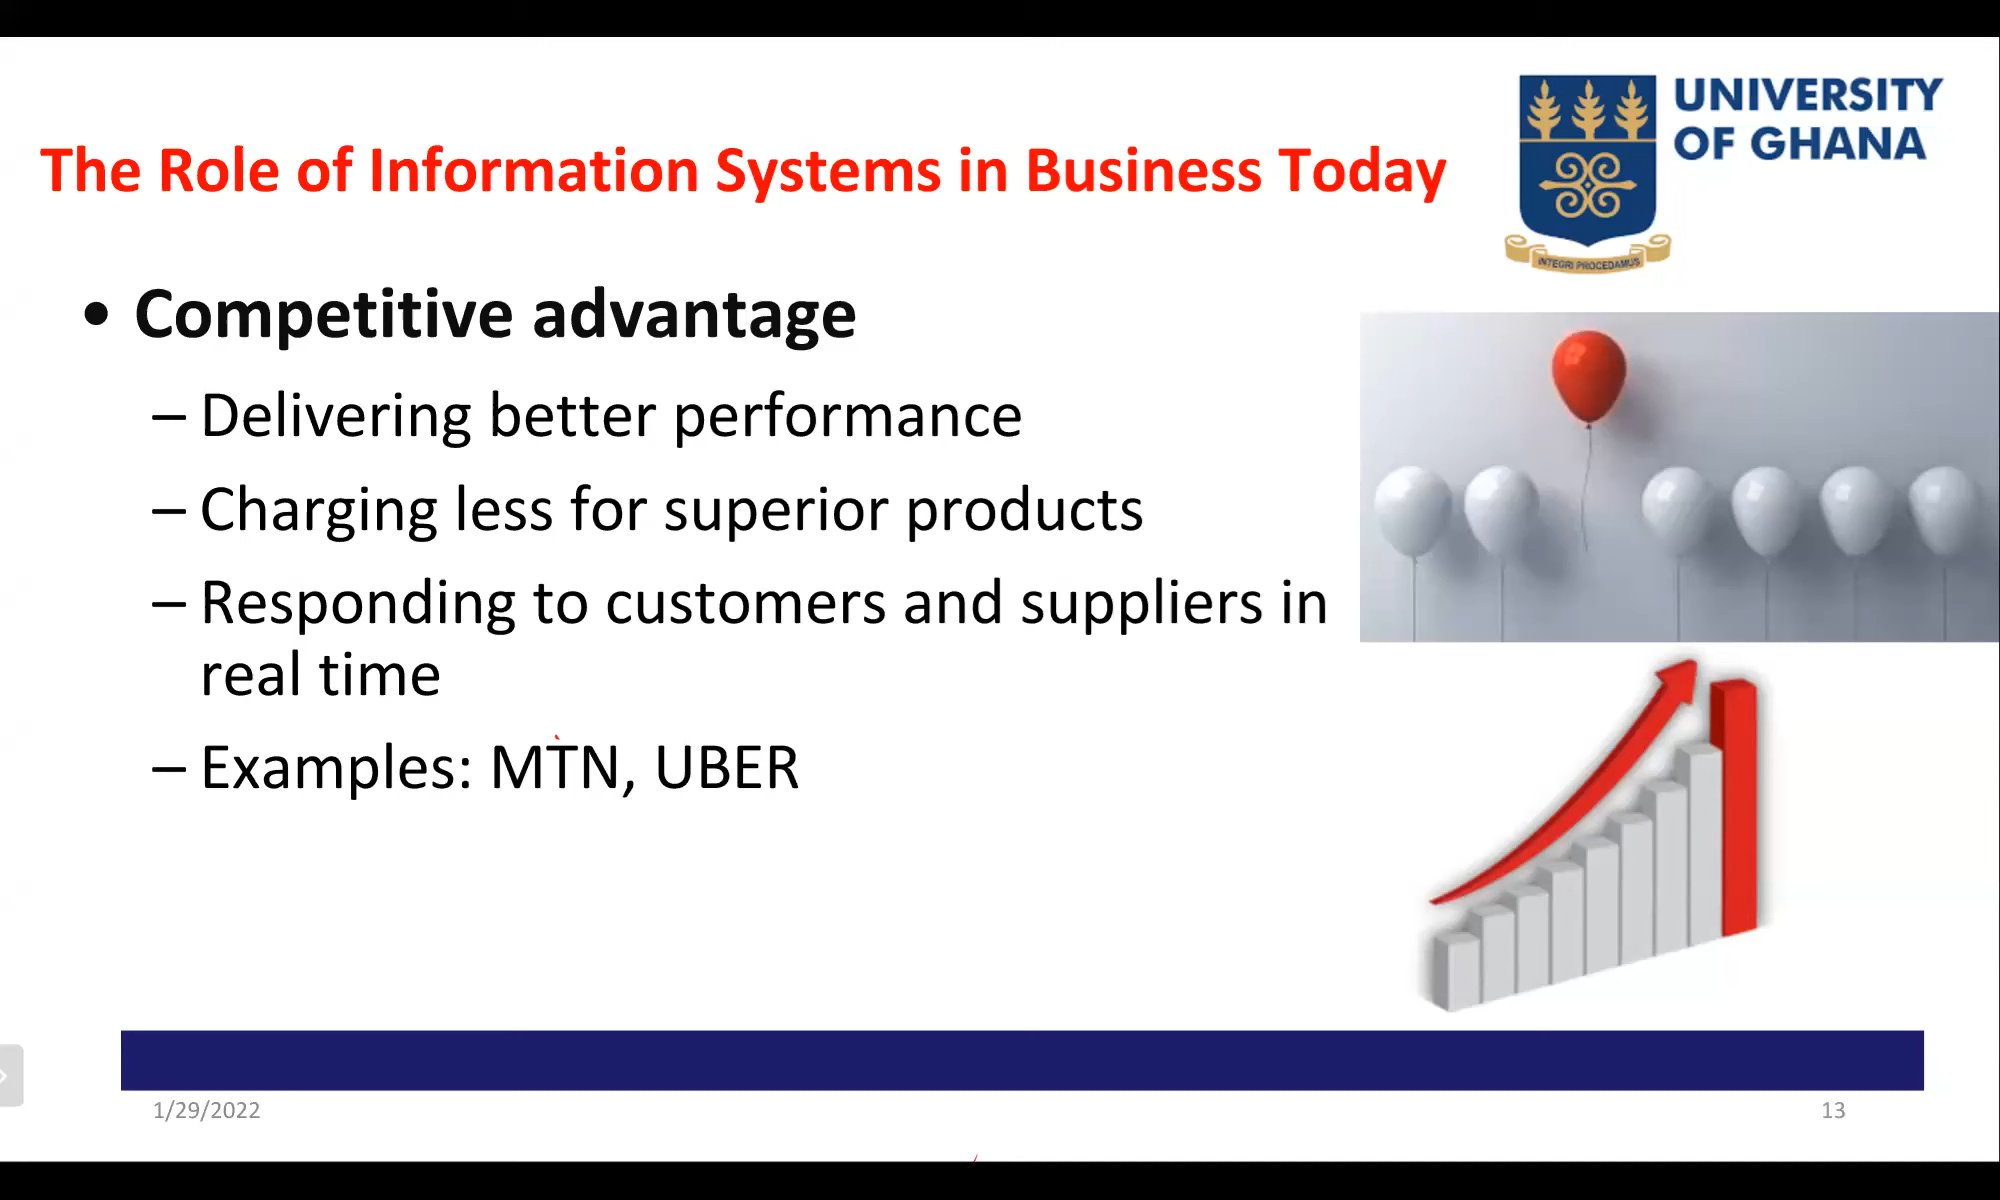 UNIVERSITY
OF GHANA
INTEGRI PROCEDAMUS
The Role of Information Systems in Business Today
• Competitive advantage
– Delivering better performance
– Charging less for superior products
– Responding to customers and suppliers in
real time
– Examples: MTN, UBER
1/29/2022
13